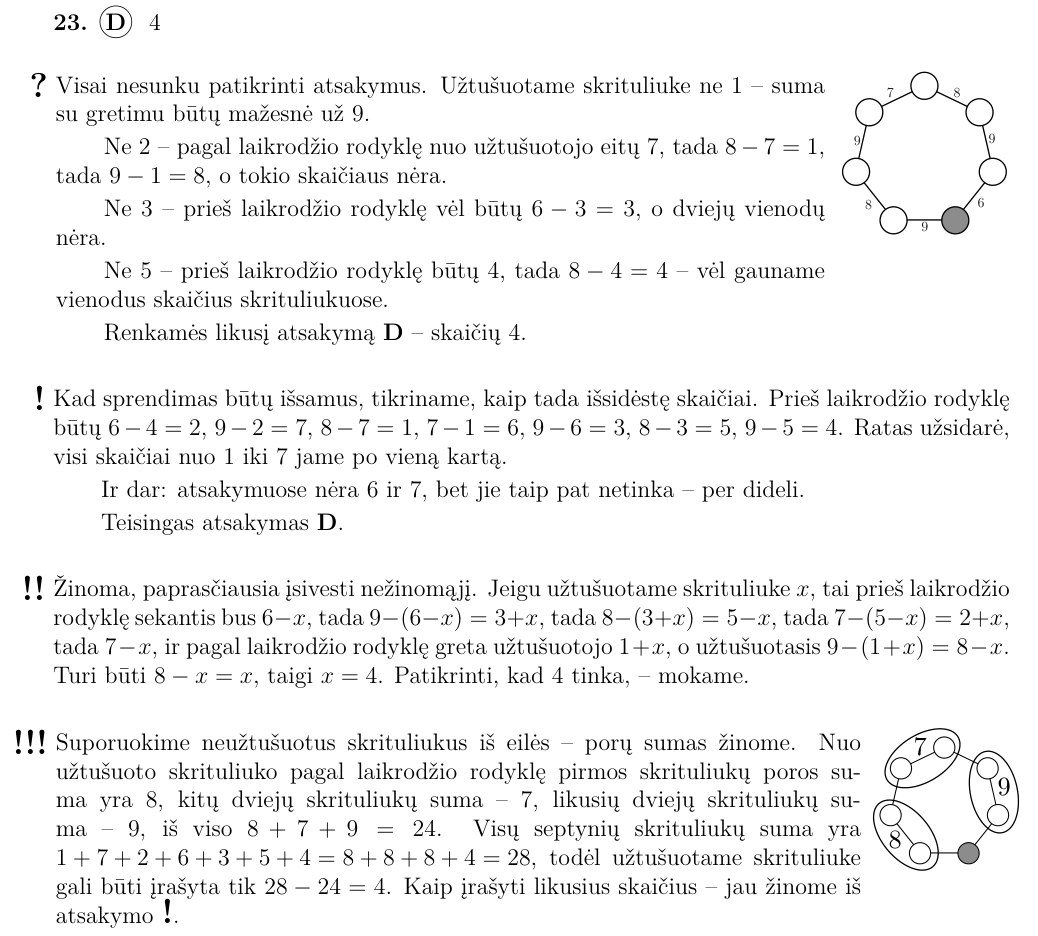 23. D 4
? Visai nesunku patikrinti atsakymus. Užtušuotame skrituliuke ne 1 – suma
su gretimu būtų mažesnė už 9.
Ne 2 – pagal laikrodžio rodyklę nuo užtušuotojo eitų 7, tada 8 − 7 = 1,
tada 9 − 1 = 8, o tokio skaičiaus nėra.
Ne 3 – prieš laikrodžio rodyklę vėl būtų 6 − 3 = 3, o dviejų vienodų
nėra.
Ne 5 – prieš laikrodžio rodyklę būtų 4, tada 8 − 4 = 4 – vėl gauname
vienodus skaičius skrituliukuose.
Renkamės likusį atsakymą D – skaičių 4.
7
8
9
9
8
6
9
! Kad sprendimas būtų išsamus, tikriname, kaip tada išsidėstę skaičiai. Prieš laikrodžio rodyklę
būtų 6 − 4 = 2, 9 − 2 = 7, 8 − 7 = 1, 7 − 1 = 6, 9 − 6 = 3, 8 − 3 = 5, 9 − 5 = 4. Ratas užsidarė,
visi skaičiai nuo 1 iki 7 jame po vieną kartą.
Ir dar: atsakymuose nėra 6 ir 7, bet jie taip pat netinka – per dideli.
Teisingas atsakymas D.
!! Žinoma, paprasčiausia įsivesti nežinomąjį. Jeigu užtušuotame skrituliuke x, tai prieš laikrodžio
rodyklę sekantis bus 6−x, tada 9−(6−x) = 3+x, tada 8−(3+x) = 5−x, tada 7−(5−x) = 2+x,
tada 7−x, ir pagal laikrodžio rodyklę greta užtušuotojo 1+x, o užtušuotasis 9−(1+x) = 8−x.
Turi būti 8 − x = x, taigi x = 4. Patikrinti, kad 4 tinka, – mokame.
!!! Suporuokime neužtušuotus skrituliukus iš eilės – porų sumas žinome. Nuo
užtušuoto skrituliuko pagal laikrodžio rodyklę pirmos skrituliukų poros su-
ma yra 8, kitų dviejų skrituliukų suma – 7, likusių dviejų skrituliukų su-
ma – 9, iš viso 8 + 7 + 9 = 24. Visų septynių skrituliukų suma yra
1 + 7 + 2 + 6 + 3 + 5 + 4 = 8 + 8 + 8 + 4 = 28, todėl užtušuotame skrituliuke
gali būti įrašyta tik 28 − 24 = 4. Kaip įrašyti likusius skaičius – jau žinome iš
atsakymo !.
7
9
8